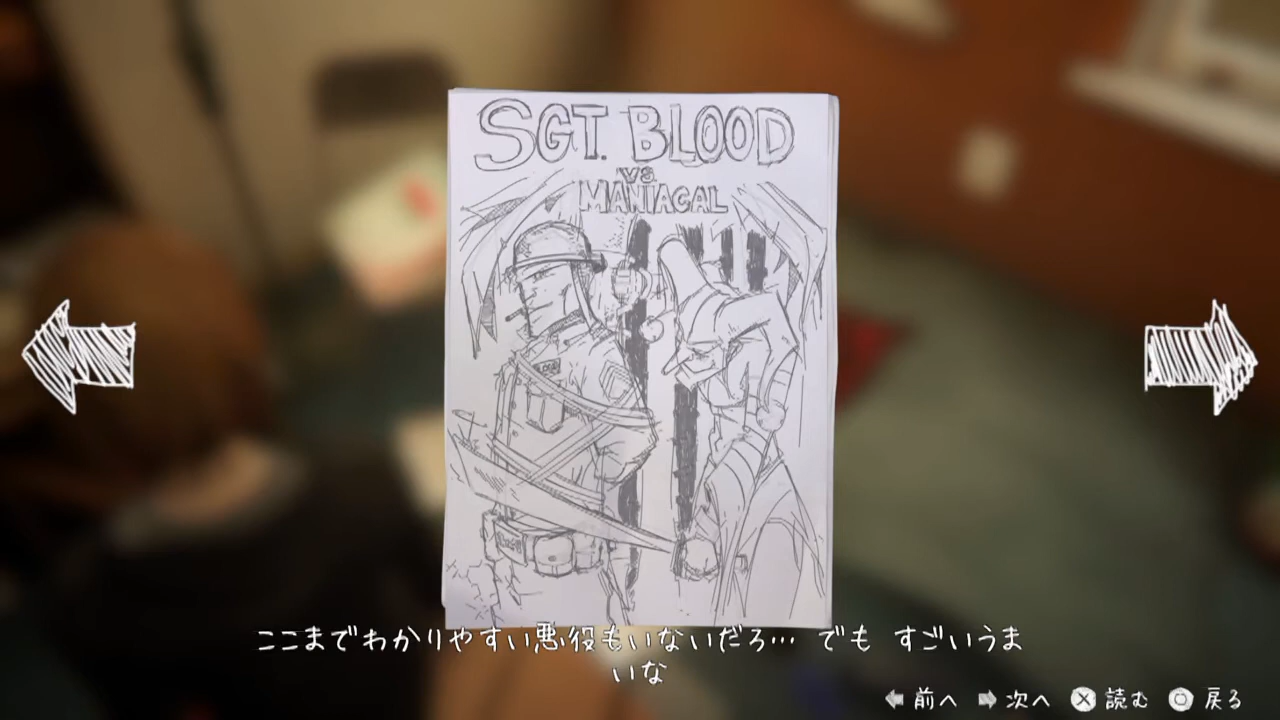 SGT. BLOOD
VS
MANIACAL
BLOOD
ここまでわかりやすい悪役もいないだろ… でも すごいうま
いな
前へ 次へ 読む 戻る